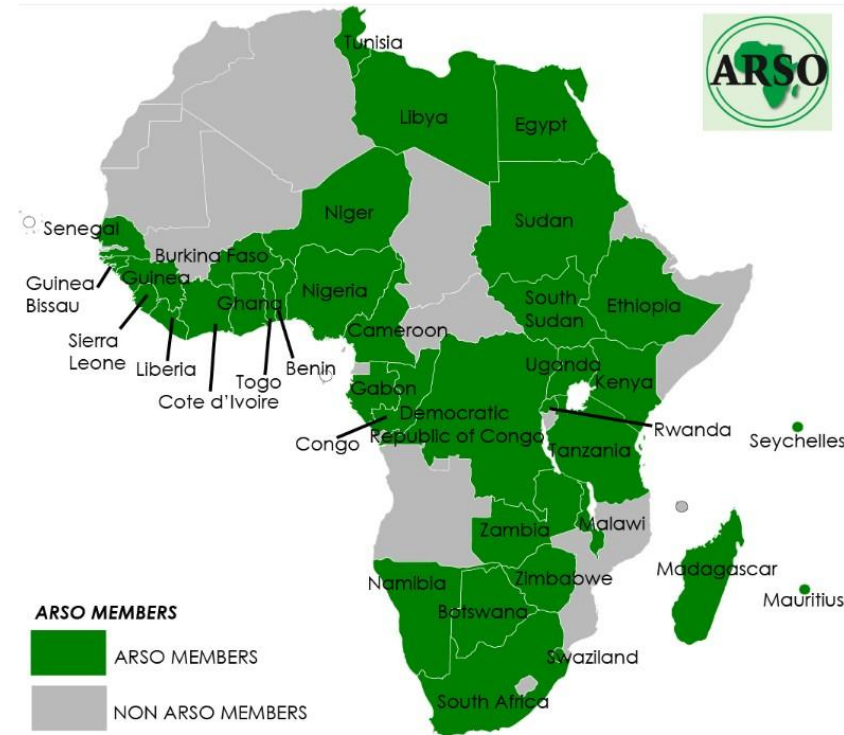 Tunisia
ARSO
Libya
Egypt
Niger
Sudan
Senegal
Burkina Faso
Guinea
Guinea
Bissau
Nigeria
Ghana
South
Sudan
Ethiopia
Cameroon
Sierra
Leone
Liberia
Benin
Togo
Cote d'Ivoire
Uganda
Kenya
Gabon
Democratic
Republic of Congo
Congo
Rwanda
Seychelles
Tanzania
Zambia
Malawi
Madagascar
Namibia
Zimbabwe
Mauritius
Botswana
Swaziland
South Africa
ARSO MEMBERS
ARSO MEMBERS
NON ARSO MEMBERS